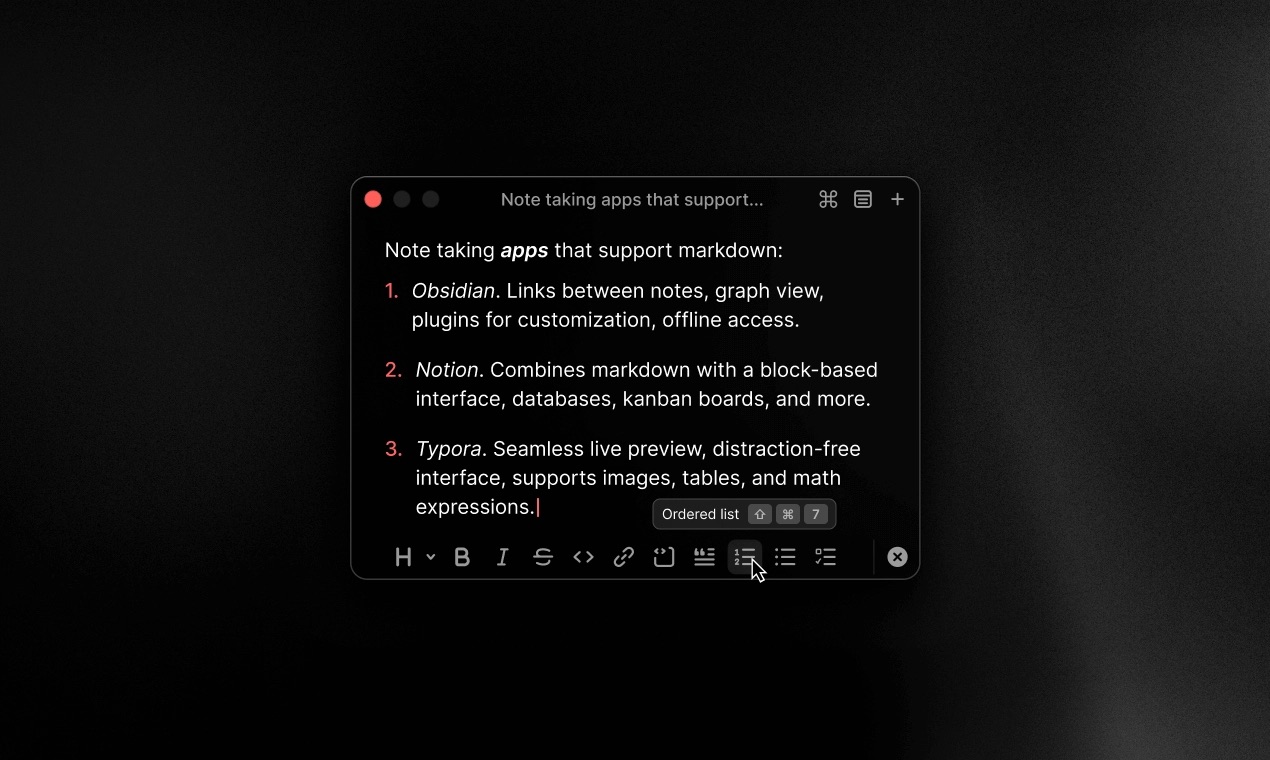 Note taking apps that support...
Note taking apps that support markdown:
1. Obsidian. Links between notes, graph view,
plugins for customization, offline access.
2. Notion. Combines markdown with a block-based
interface, databases, kanban boards, and more.
3. Typora. Seamless live preview, distraction-free
interface, supports images, tables, and math
expressions.
Ordered list ⇧ ⌘ 7
H B I S